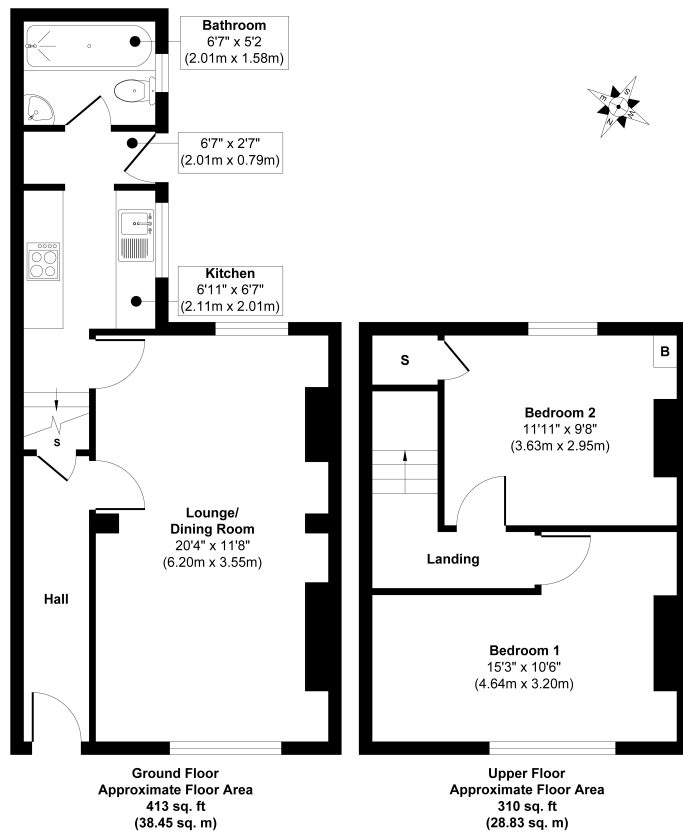 Bathroom
6'7" x 5'2
(2.01m x 1.58m)
6'7" x 2'7"
(2.01m x 0.79m)
Kitchen
6'11" x 6'7"
(2.11m x 2.01m)
S
E
N
W
S
Lounge/
Dining Room
20'4" x 11'8"
(6.20m x 3.55m)
Hall
Ground Floor
Approximate Floor Area
413 sq. ft
(38.45 sq. m)
S
B
Bedroom 2
11'11" x 9'8"
(3.63m x 2.95m)
Landing
Bedroom 1
15'3" x 10'6"
(4.64m x 3.20m)
Upper Floor
Approximate Floor Area
310 sq. ft
(28.83 sq. m)